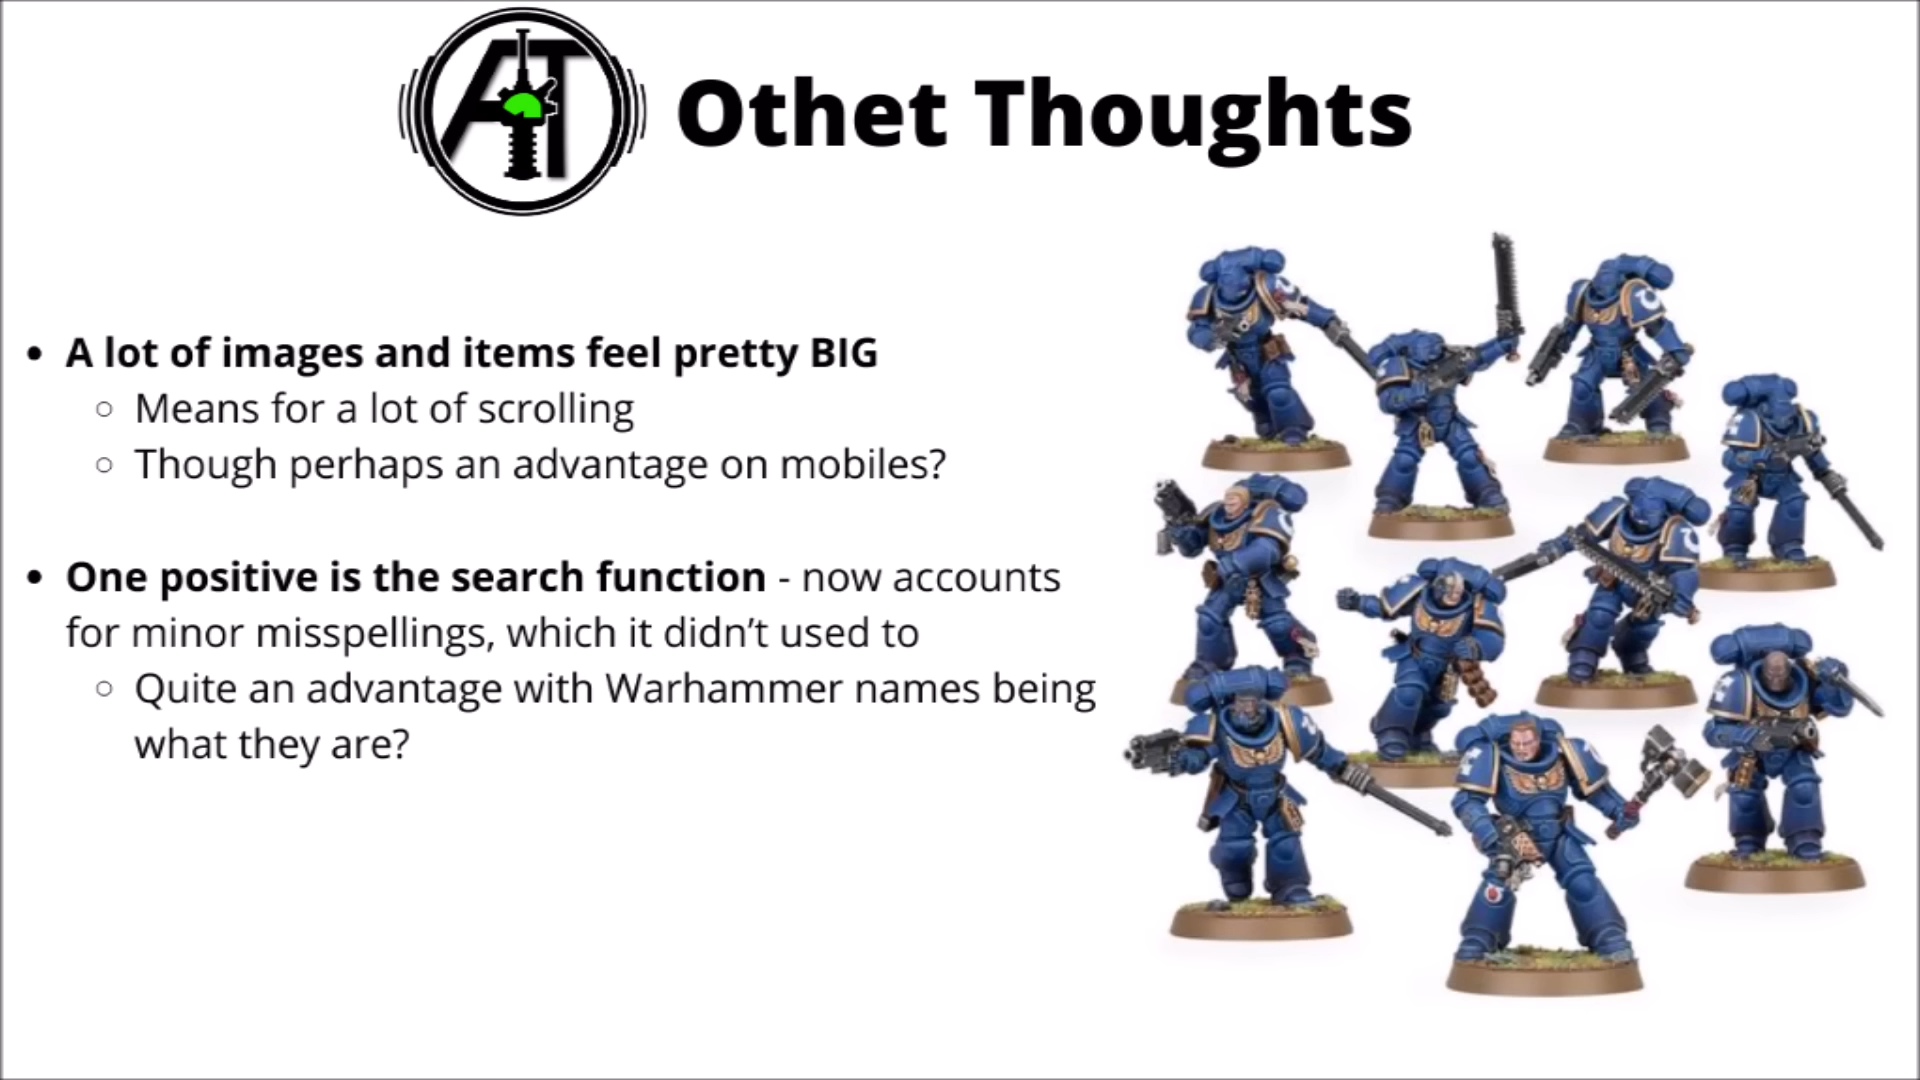 AT
Othet Thoughts
• A lot of images and items feel pretty BIG
○ Means for a lot of scrolling
○ Though perhaps an advantage on mobiles?
• One positive is the search function - now accounts
for minor misspellings, which it didn't used to
○ Quite an advantage with Warhammer names being
what they are?